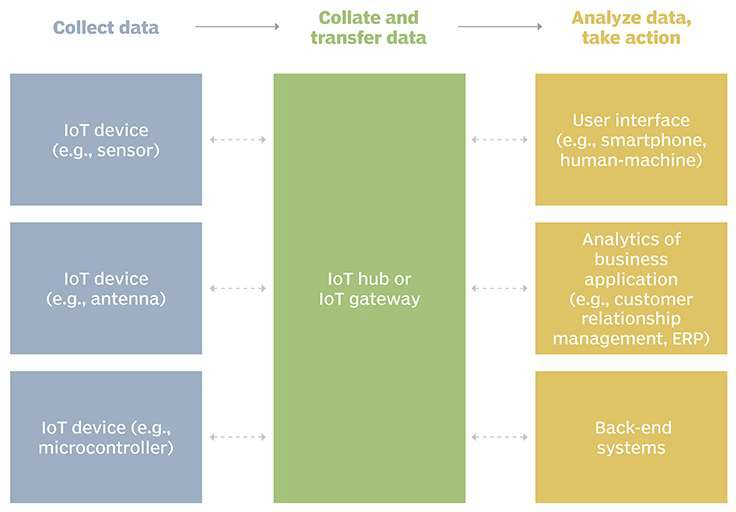 Collect data
Collate and
transfer data
Analyze data,
take action
IoT device
(e.g., sensor)
User interface
(e.g., smartphone,
human-machine)
IoT device
(e.g., antenna)
IoT hub or
IoT gateway
Analytics of
business
application
(e.g., customer
relationship
management, ERP)
IoT device (e.g.,
microcontroller)
Back-end
systems